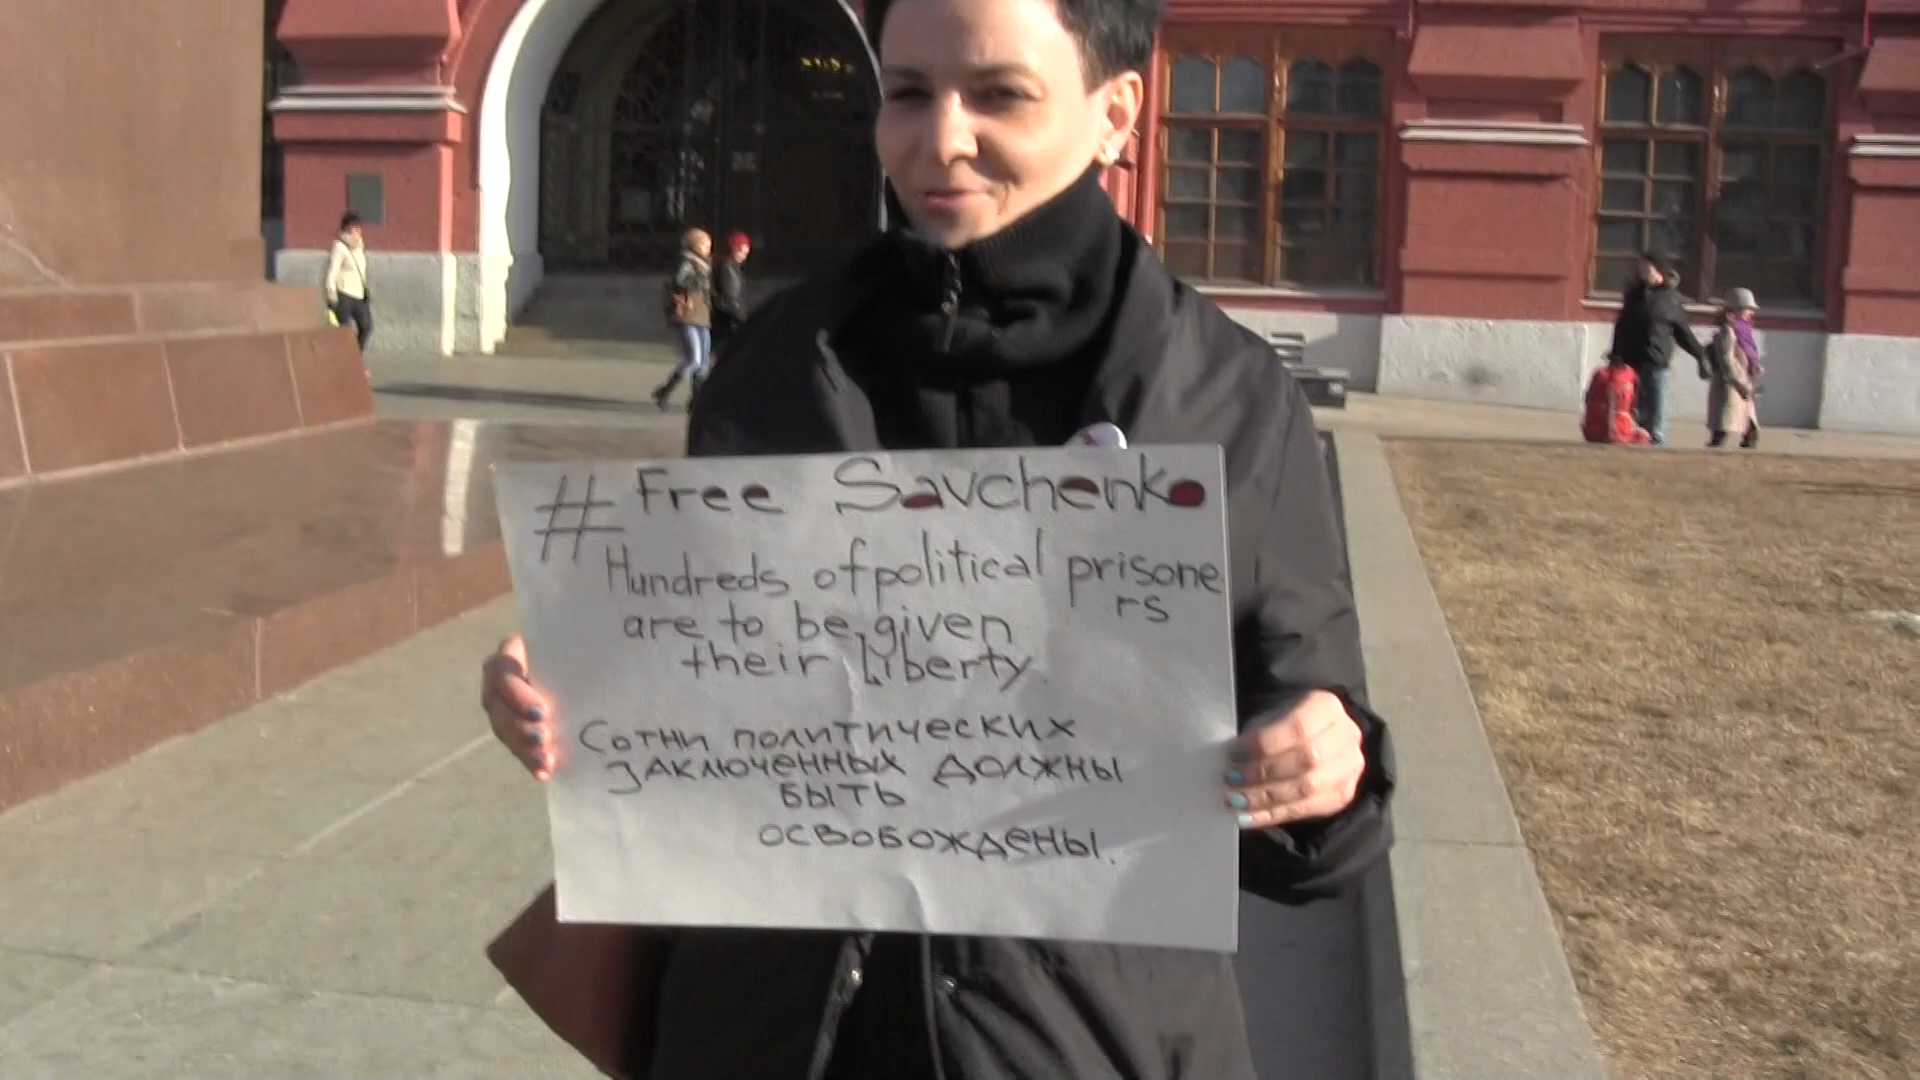 # Free Savchenko
Hundreds of political prisone
rs
are to be given
their liberty
Сотни политических
заключенных должны
быть
освобождены.